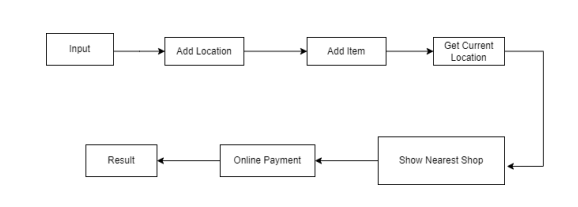 Input
Add Location
Add Item
Get Current
Location
Show Nearest Shop
Online Payment
Result